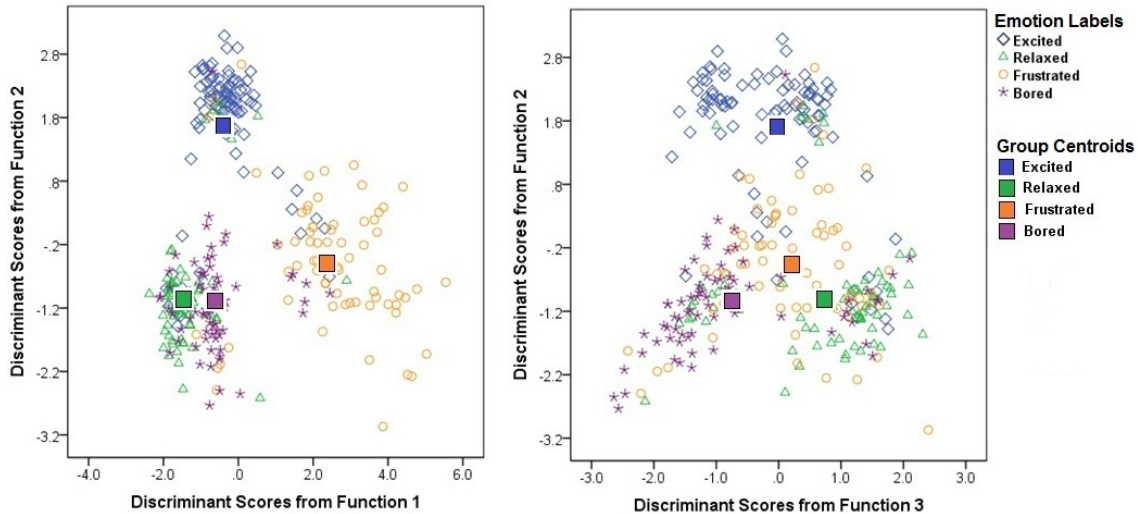 Discriminant Scores from Function 2
2.8
1.8
.8
-.2
-1.2
-2.2
-3.2
-4.0 -2.0 .0 2.0 4.0 6.0
Discriminant Scores from Function 1
Discriminant Scores from Function 2
2.8
1.8
.8
-.2
-1.2
-2.2
-3.2
-3.0 -2.0 -1.0 .0 1.0 2.0 3.0
Discriminant Scores from Function 3
Emotion Labels
Excited
Relaxed
Frustrated
Bored
Group Centroids
Excited
Relaxed
Frustrated
Bored